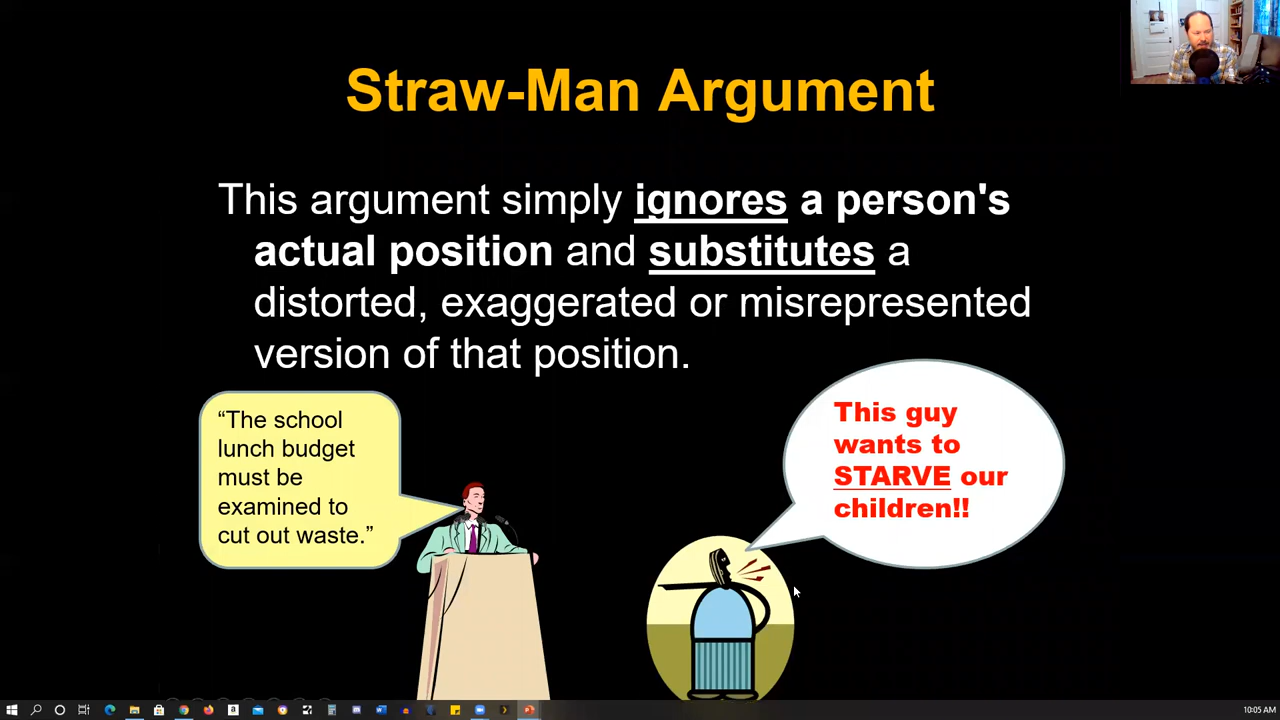 Straw-Man Argument
This argument simply ignores a person's
actual position and substitutes a
distorted, exaggerated or misrepresented
version of that position.
“The school
lunch budget
must be
examined to
cut out waste.”
This guy
wants to
STARVE our
children!!
10:05 AM